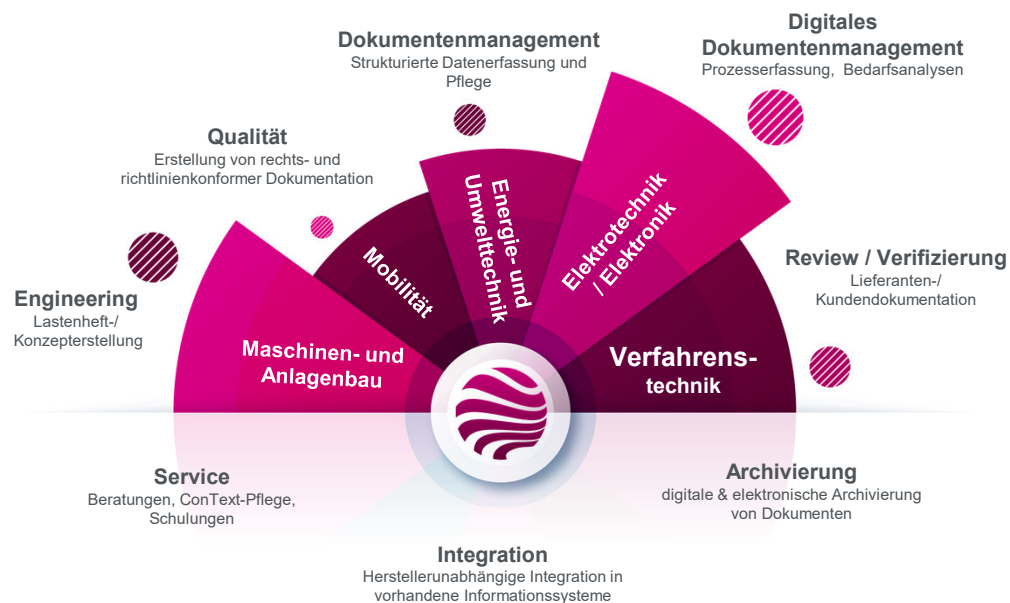 Digitales
Dokumentenmanagement
Prozesserfassung, Bedarfsanalysen
Dokumentenmanagement
Strukturierte Datenerfassung und
Pflege
Qualität
Erstellung von rechts- und
richtlinienkonformer Dokumentation
Engineering
Lastenheft-/
Konzepterstellung
Maschinen- und
Anlagenbau
Mobilität
Energie- und
Umwelttechnik
Elektrotechnik
/ Elektronik
Verfahrens-
technik
Review / Verifizierung
Lieferanten-/
Kundendokumentation
Service
Beratungen, ConText-Pflege,
Schulungen
Archivierung
digitale & elektronische Archivierung
von Dokumenten
Integration
Herstellerunabhängige Integration in
vorhandene Informationssysteme